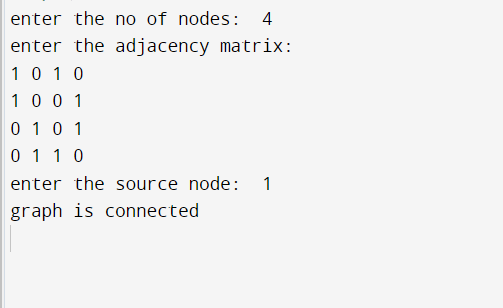 enter the no of nodes: 4
enter the adjacency matrix:
1 0 1 0
1 0 0 1
0 1 0 1
0 1 1 0
enter the source node: 1
graph is connected